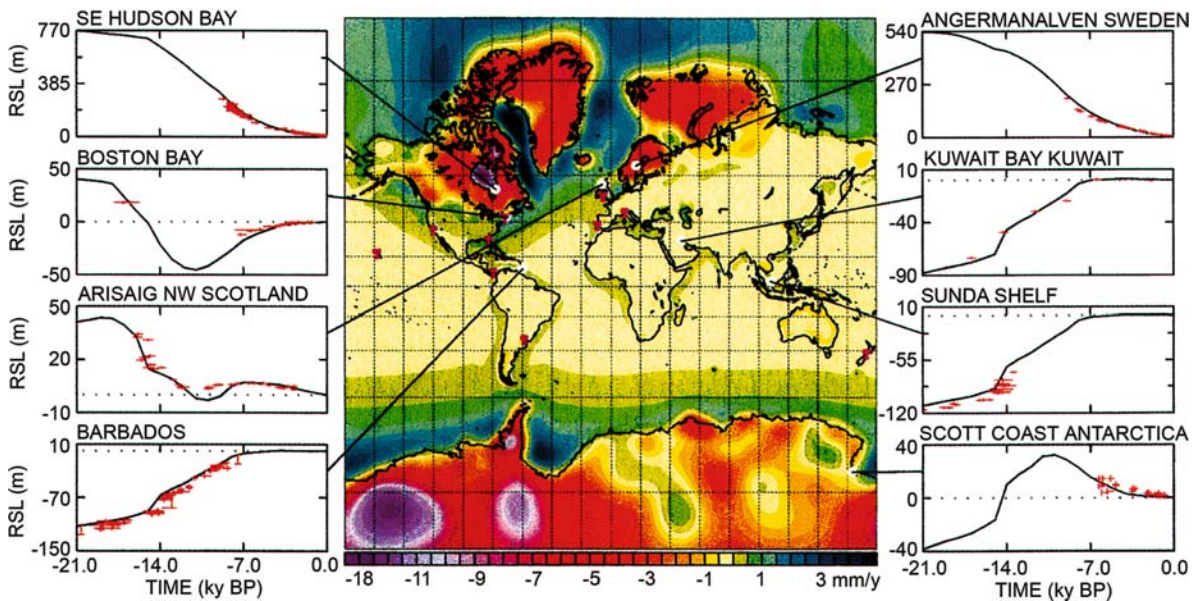 SE HUDSON BAY
770
385
0
RSL (m)
BOSTON BAY
50
0
-50
RSL (m)
ARISAIG NW SCOTLAND
50
20
-10
RSL (m)
BARBADOS
10
-70
-150
RSL (m)
-21.0 -14.0 -7.0 0.0
TIME (ky BP)
-18 -11 -9 -7 -5 -3 -1 1 3 mm/y
ANGERMANALVEN SWEDEN
540
270
0
KUWAIT BAY KUWAIT
10
-40
-90
SUNDA SHELF
10
-55
-120
SCOTT COAST ANTARCTICA
40
0
-40
-21.0 -14.0 -7.0 0.0
TIME (ky BP)